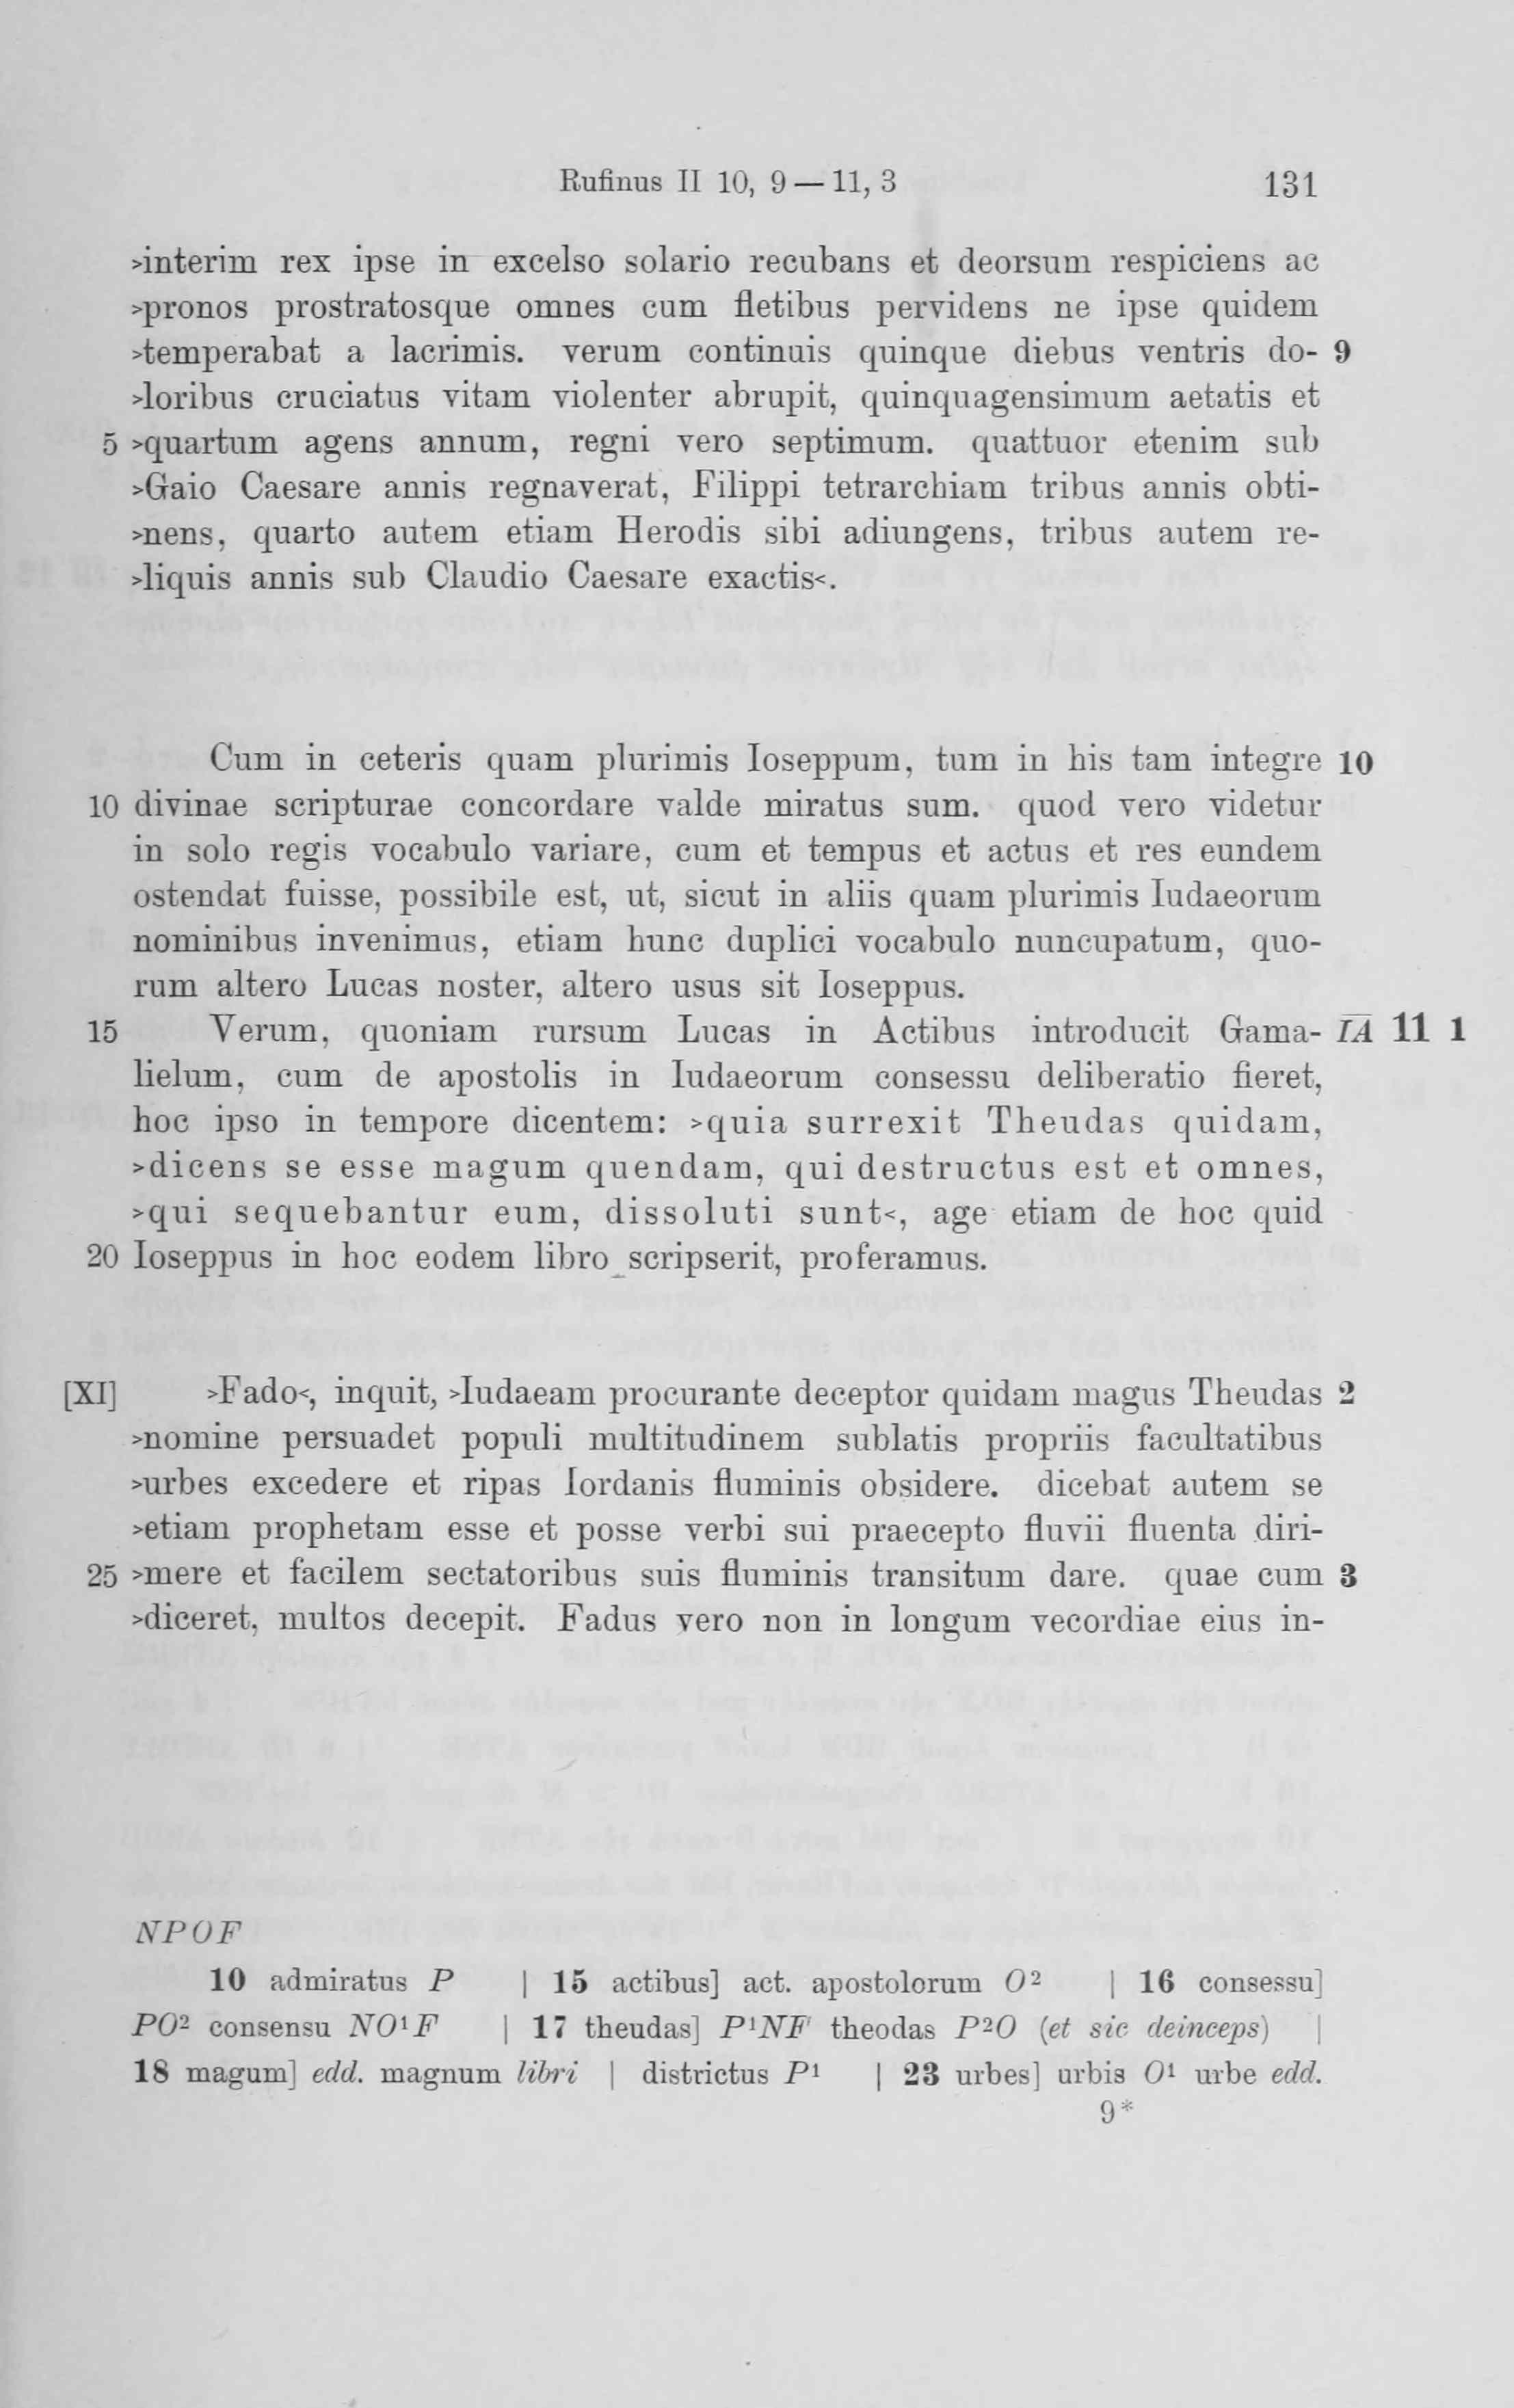 Rufinus II 10, 9 — 11, 3 131
>interim rex ipse in excelso solario recubans et deorsum respiciens ac
>pronos prostratosque omnes cum fletibus pervidens ne ipse quidem
>temperabat a lacrimis. verum continuis quinque diebus ventris do- 9
>loribus cruciatus vitam violenter abrupit, quinquagensimum aetatis et
5 >quartum agens annum, regni vero septimum. quattuor etenim sub
>Gaio Caesare annis regnaverat, Filippi tetrarchiam tribus annis obti-
>nens, quarto autem etiam Herodis sibi adiungens, tribus autem re-
>liquis annis sub Claudio Caesare exactis<.
Cum in ceteris quam plurimis Ioseppum, tum in his tam integre 10
10 divinae scripturae concordare valde miratus sum. quod vero videtur
in solo regis vocabulo variare, cum et tempus et actus et res eundem
ostendat fuisse, possibile est, ut, sicut in aliis quam plurimis Iudaeorum
nominibus invenimus, etiam hunc duplici vocabulo nuncupatum, quo-
rum altero Lucas noster, altero usus sit Ioseppus.
15 Verum, quoniam rursum Lucas in Actibus introducit Gama- I̅A̅ 11 1
lielum, cum de apostolis in Iudaeorum consessu deliberatio fieret,
hoc ipso in tempore dicentem: >quia surrexit Theudas quidam,
>dicens se esse magum quendam, qui destructus est et omnes,
>qui sequebantur eum, dissoluti sunt<, age etiam de hoc quid
20 Ioseppus in hoc eodem libro scripserit, proferamus.
[XI] >Fado<, inquit, >Iudaeam procurante deceptor quidam magus Theudas 2
>nomine persuadet populi multitudinem sublatis propriis facultatibus
>urbes excedere et ripas Iordanis fluminis obsidere. dicebat autem se
>etiam prophetam esse et posse verbi sui praecepto fluvii fluenta diri-
25 >mere et facilem sectatoribus suis fluminis transitum dare. quae cum 3
>diceret, multos decepit. Fadus vero non in longum vecordiae eius in-
NPOF
10 admiratus P | 15 actibus] act. apostolorum O² | 16 consessu]
PO² consensu NO¹F | 17 theudas] P¹NF theodas P²O (et sic deinceps) |
18 magum] edd. magnum libri | districtus P¹ | 23 urbes] urbis O¹ urbe edd.
9*